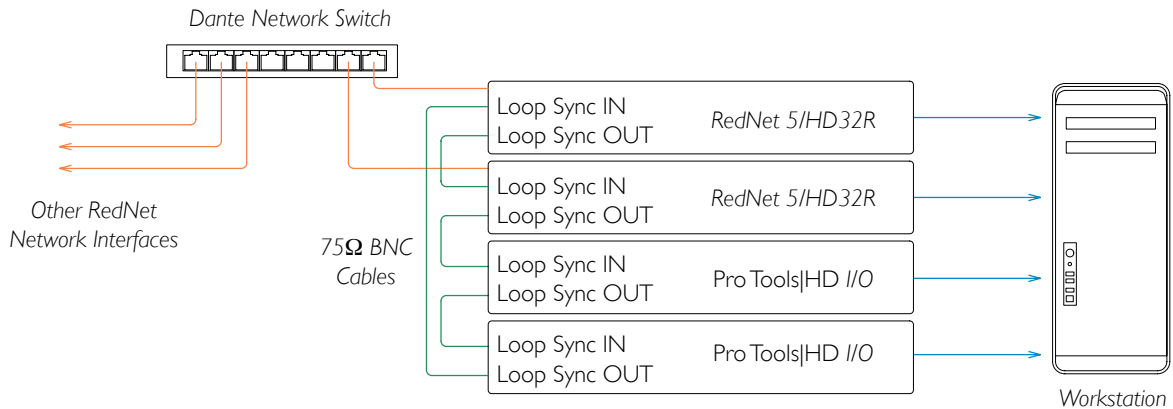 Dante Network Switch
Loop Sync IN
Loop Sync OUT
RedNet 5/HD32R
Loop Sync IN
Loop Sync OUT
RedNet 5/HD32R
Other RedNet
Network Interfaces
75Ω BNC
Cables
Loop Sync IN
Loop Sync OUT
Pro Tools|HD I/O
Loop Sync IN
Loop Sync OUT
Pro Tools|HD I/O
Workstation